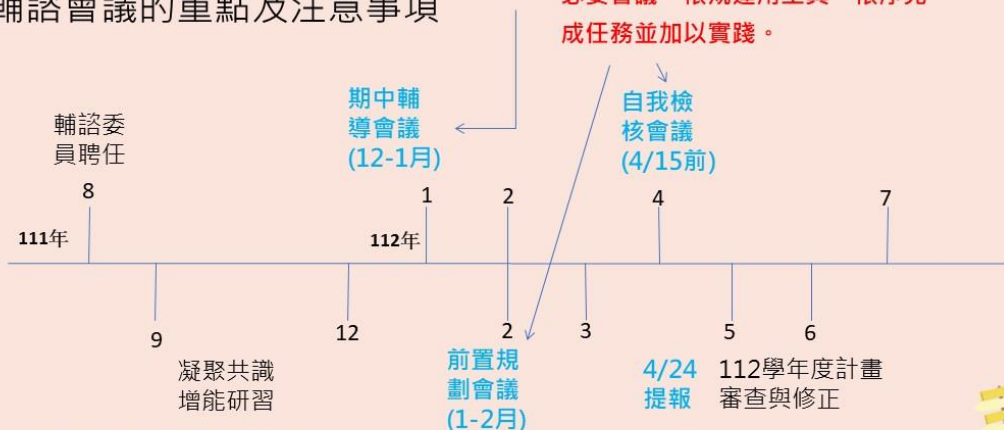 輔諮會議的重點及注意事項
成任務並加以實踐。
期中輔
導會議
(12-1月)
自我檢
核會議
(4/15前)
輔諮委
員聘任
8
1
2
4
7
111年
112年
9
12
2
3
5
6
凝聚共識
增能研習
前置規
劃會議
(1-2月)
4/24
提報
112學年度計畫
審查與修正